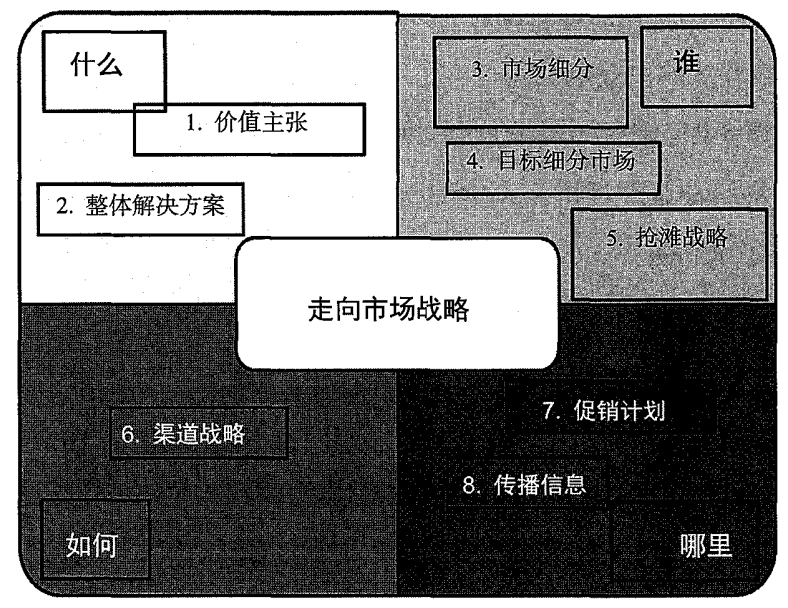 什么
1. 价值主张
2. 整体解决方案
3. 市场细分
谁
4. 目标细分市场
5. 抢滩战略
走向市场战略
6. 渠道战略
如何
7. 促销计划
8. 传播信息
哪里